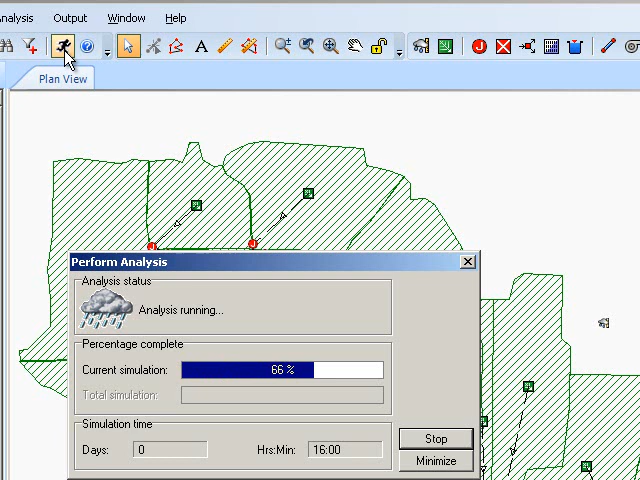 nalysis Output Window Help
A
Plan View
Perform Analysis
Analysis status
Analysis running...
Percentage complete
Current simulation: 66 %
Total simulation:
Simulation time
Days: 0 Hrs:Min: 16:00
Stop
Minimize